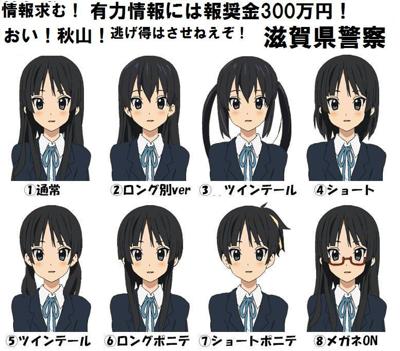 情報求む！ 有力情報には報奨金300万円！
おい！秋山！逃げ得はさせねえぞ！ 滋賀県警察
①通常 ②ロング別ver ③ ツインテール ④ショート
⑤ツインテール ⑥ロングポニテ ⑦ショートポニテ ⑧メガネON